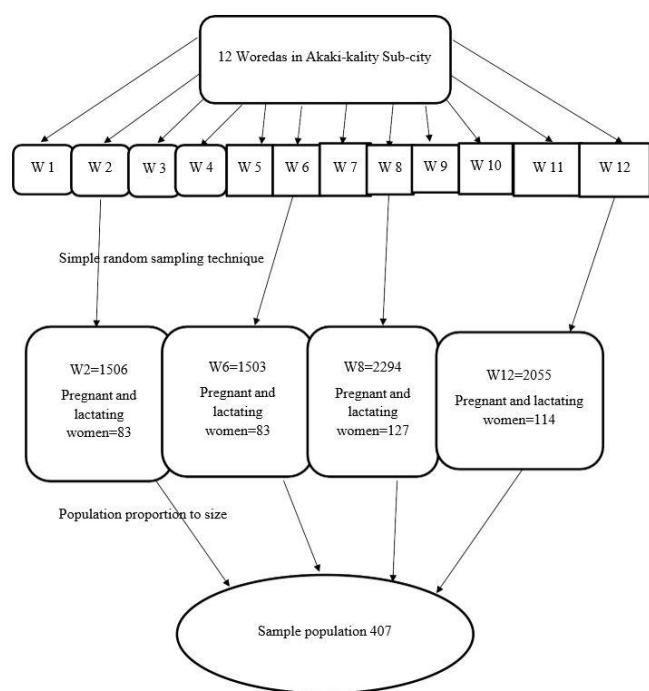 12 Woredas in Akaki-kality Sub-city
W 1
W 2
W 3
W 4
W 5
W 6
W 7
W 8
W 9
W 10
W 11
W 12
Simple random sampling technique
W2=1506
Pregnant and
lactating
women=83
W6=1503
Pregnant and
lactating
women=83
W8=2294
Pregnant and
lactating
women=127
W12=2055
Pregnant and lactating
women=114
Population proportion to size
Sample population 407